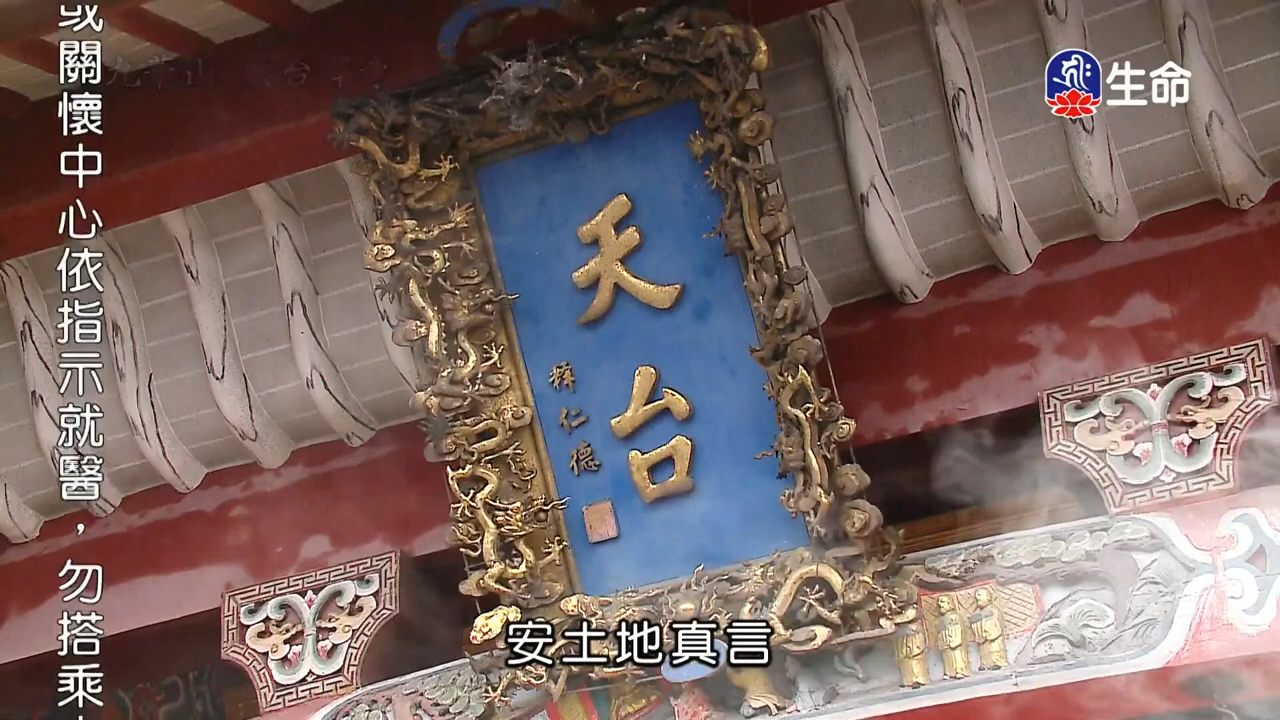 或關懷中心依指示就醫，勿搭乘
生命
天台
釋仁德
安土地真言